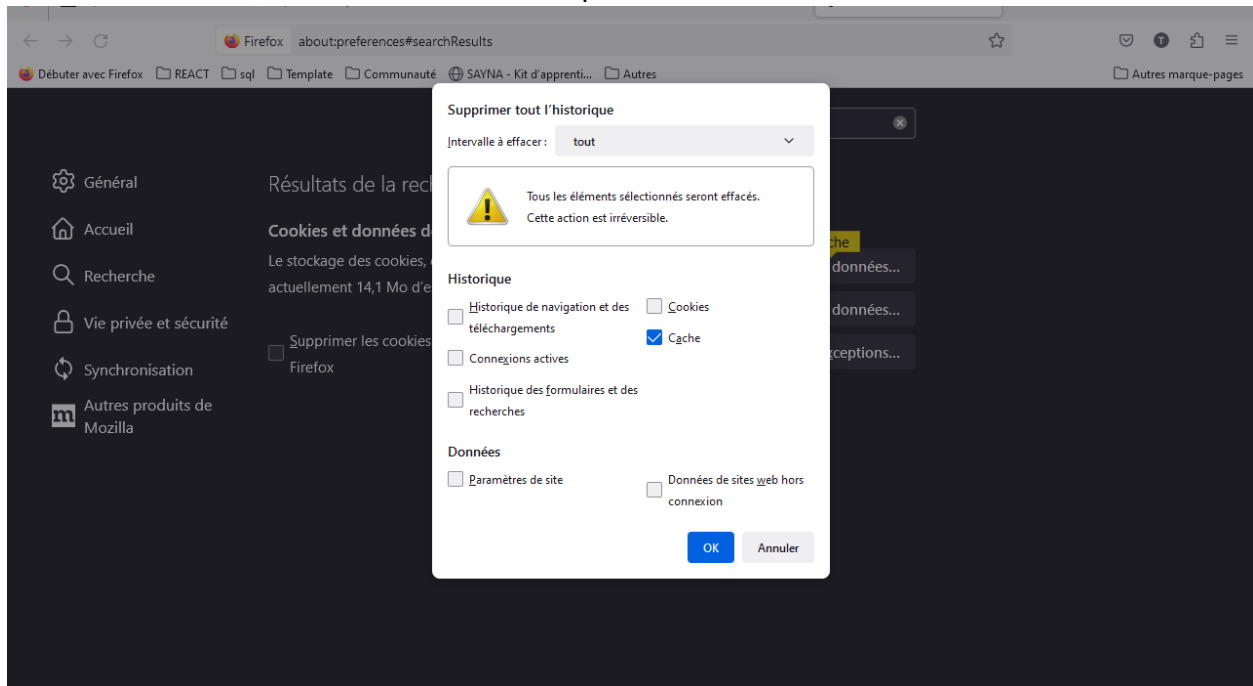 Firefox about:preferences#searchResults
Débuter avec Firefox REACT sql Template Communauté SAYNA - Kit d'apprenti... Autres Autres marque-pages
Général
Accueil
Recherche
Vie privée et sécurité
Synchronisation
Autres produits de
Mozilla
Résultats de la rec
Cookies et données d
Le stockage des cookies,
actuellement 14,1 Mo d'e
Supprimer les cookies
Firefox
Supprimer tout l'historique
Intervalle à effacer : tout
Tous les éléments sélectionnés seront effacés.
Cette action est irréversible.
Historique
Historique de navigation et des
téléchargements
Cookies
Cache
Connexions actives
Historique des formulaires et des
recherches
Données
Paramètres de site
Données de sites web hors
connexion
OK Annuler
che
données...
données...
xceptions...